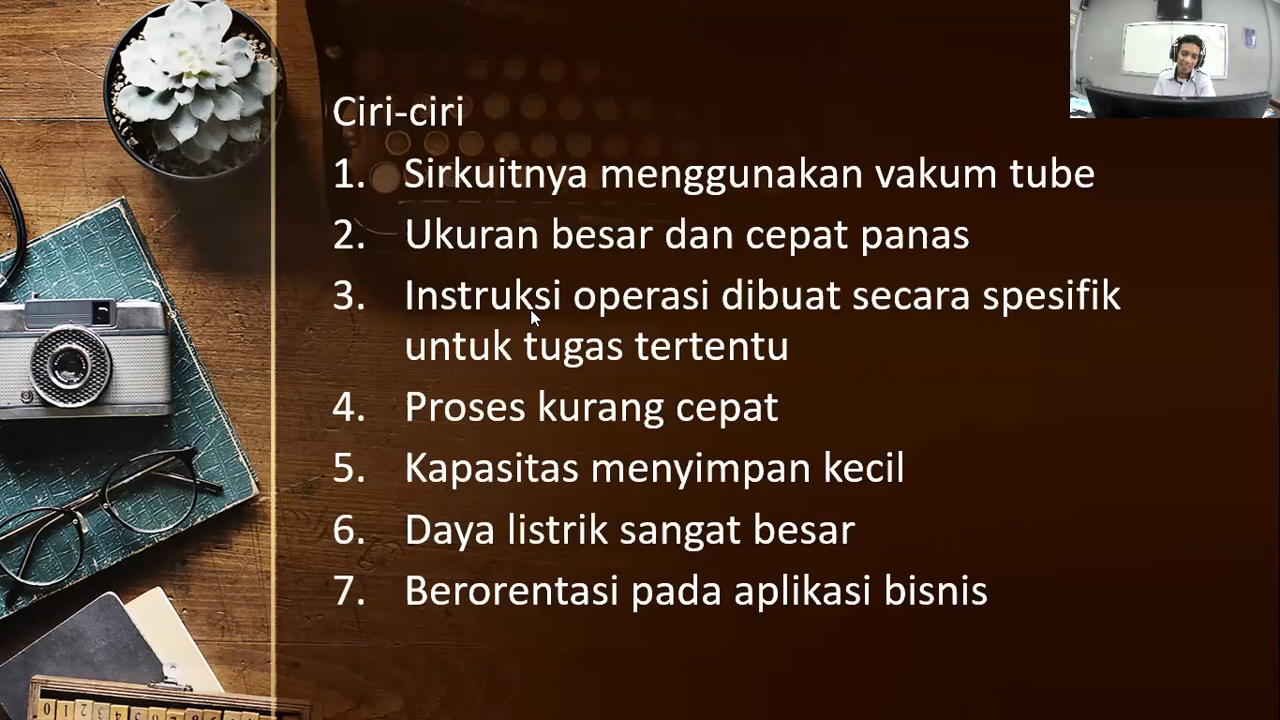 Ciri-ciri
1. Sirkuitnya menggunakan vakum tube
2. Ukuran besar dan cepat panas
3. Instruksi operasi dibuat secara spesifik
untuk tugas tertentu
4. Proses kurang cepat
5. Kapasitas menyimpan kecil
6. Daya listrik sangat besar
7. Berorentasi pada aplikasi bisnis